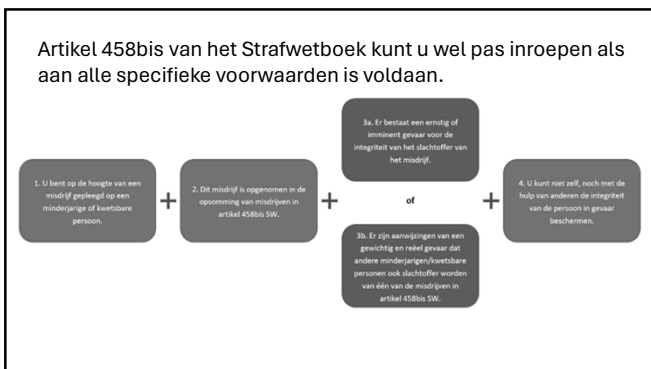 Artikel 458bis van het Strafwetboek kunt u wel pas inroepen als
aan alle specifieke voorwaarden is voldaan.
1. U bent op de hoogte van een
misdrijf gepleegd op een
minderjarige of kwetsbare
persoon.
+
2. Dit misdrijf is opgenomen in de
opsomming van misdrijven in
artikel 458bis SW.
+
3a. Er bestaat een ernstig of
imminent gevaar voor de
integriteit van het slachtoffer van
het misdrijf.
of
3b. Er zijn aanwijzingen van een
gewichtig en reëel gevaar dat
andere minderjarigen/kwetsbare
personen ook slachtoffer worden
van één van de misdrijven in
artikel 458bis SW.
+
4. U kunt niet zelf, noch met de
hulp van anderen de integriteit
van de persoon in gevaar
beschermen.